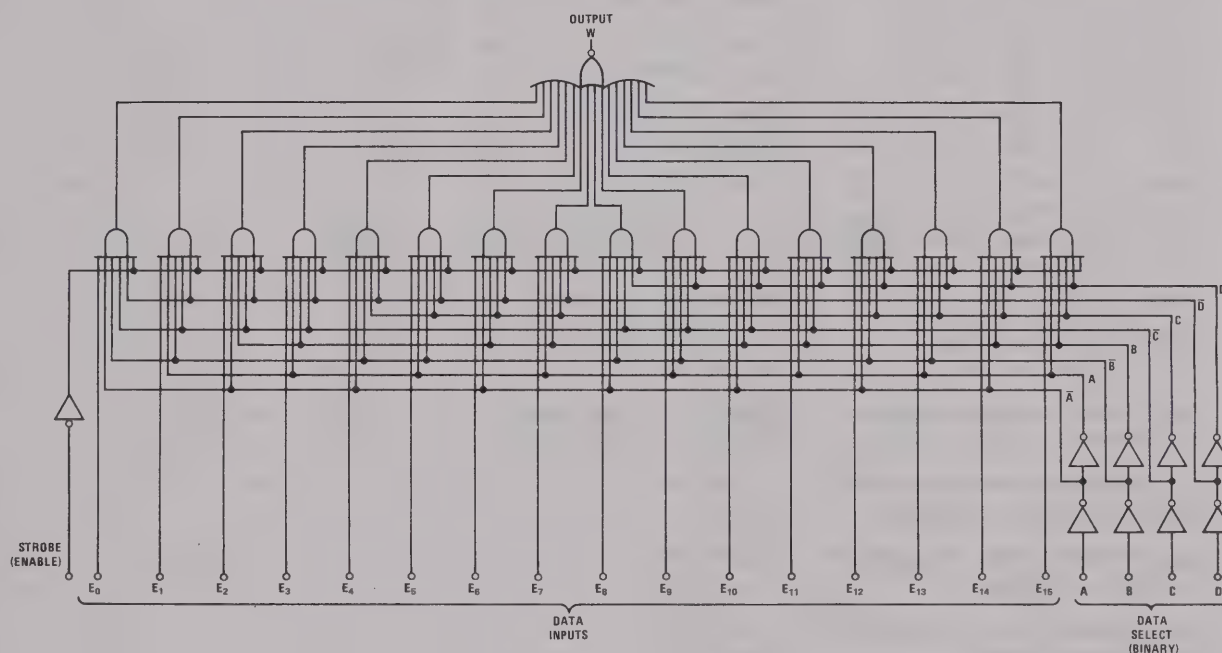 OUTPUT
W
D
D̅
C
C̅
B
B̅
A
A̅
STROBE
(ENABLE)
E₀ E₁ E₂ E₃ E₄ E₅ E₆ E₇ E₈ E₉ E₁₀ E₁₁ E₁₂ E₁₃ E₁₄ E₁₅ A B C D
DATA
INPUTS
DATA
SELECT
(BINARY)